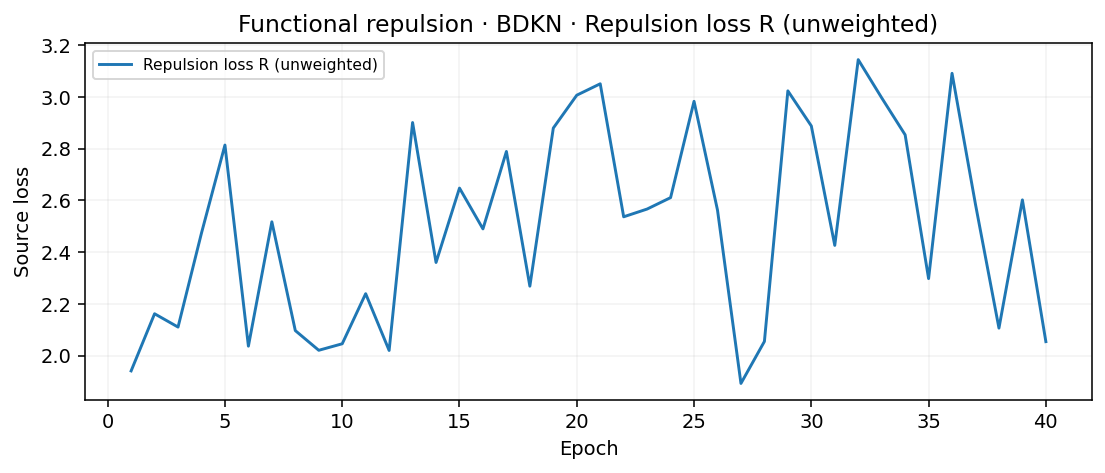 Functional repulsion · BDKN · Repulsion loss R (unweighted)
Repulsion loss R (unweighted)
Source loss
3.2
3.0
2.8
2.6
2.4
2.2
2.0
0 5 10 15 20 25 30 35 40
Epoch